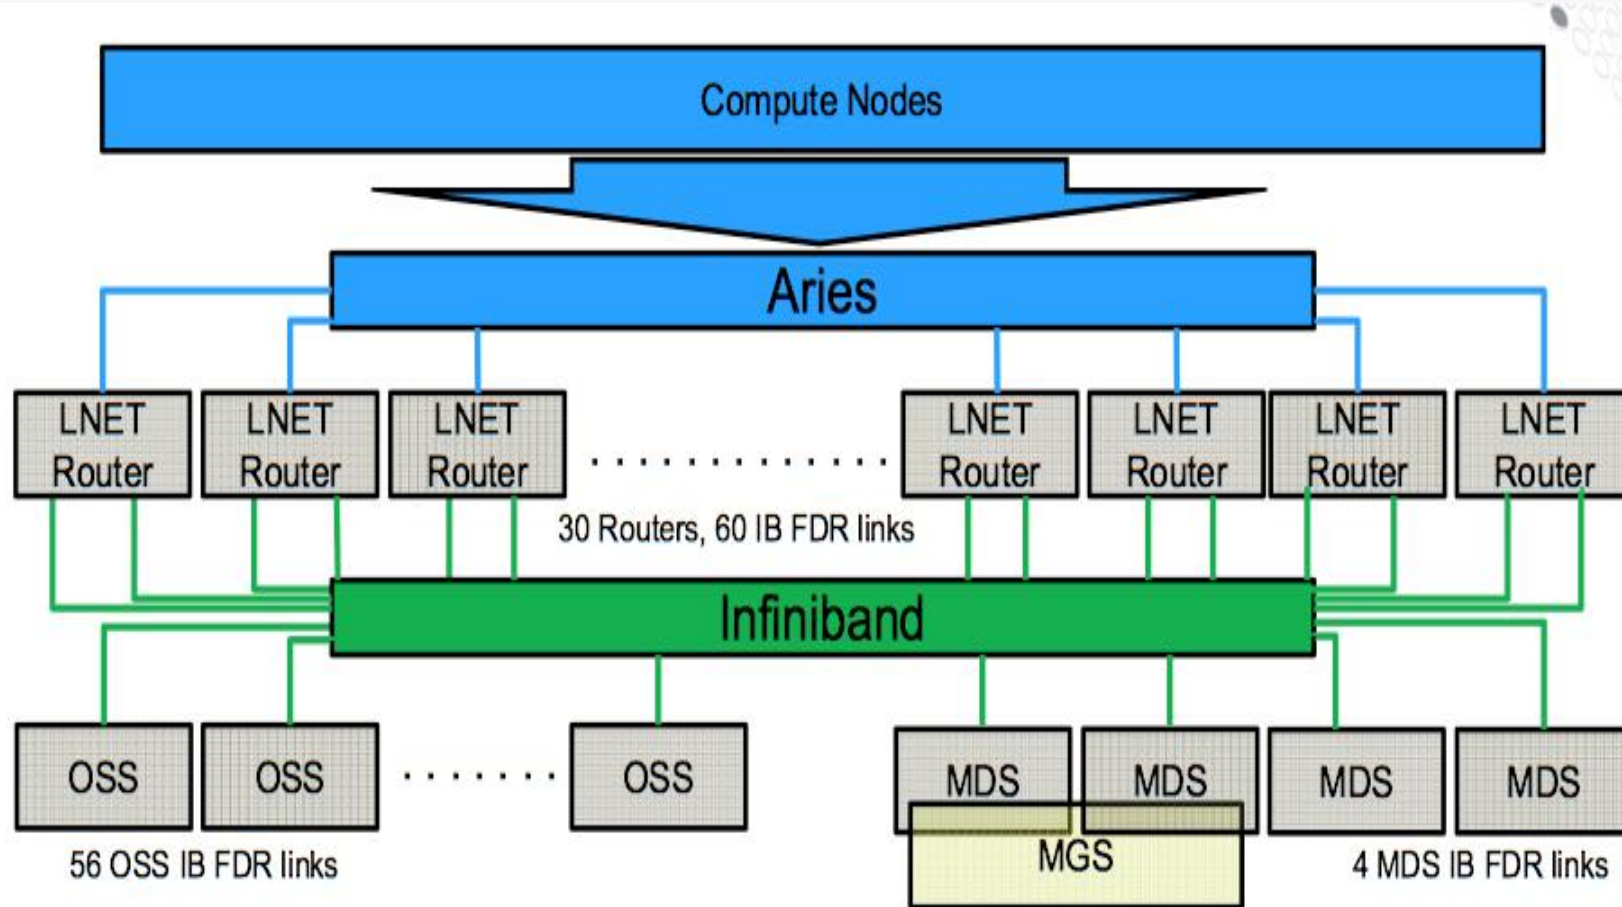 Compute Nodes
Aries
LNET
Router
LNET
Router
LNET
Router
LNET
Router
LNET
Router
LNET
Router
LNET
Router
. . . . . . . . . . . . .
30 Routers, 60 IB FDR links
Infiniband
OSS
OSS
. . . . . . .
OSS
MDS
MDS
MDS
MDS
MGS
56 OSS IB FDR links
4 MDS IB FDR links